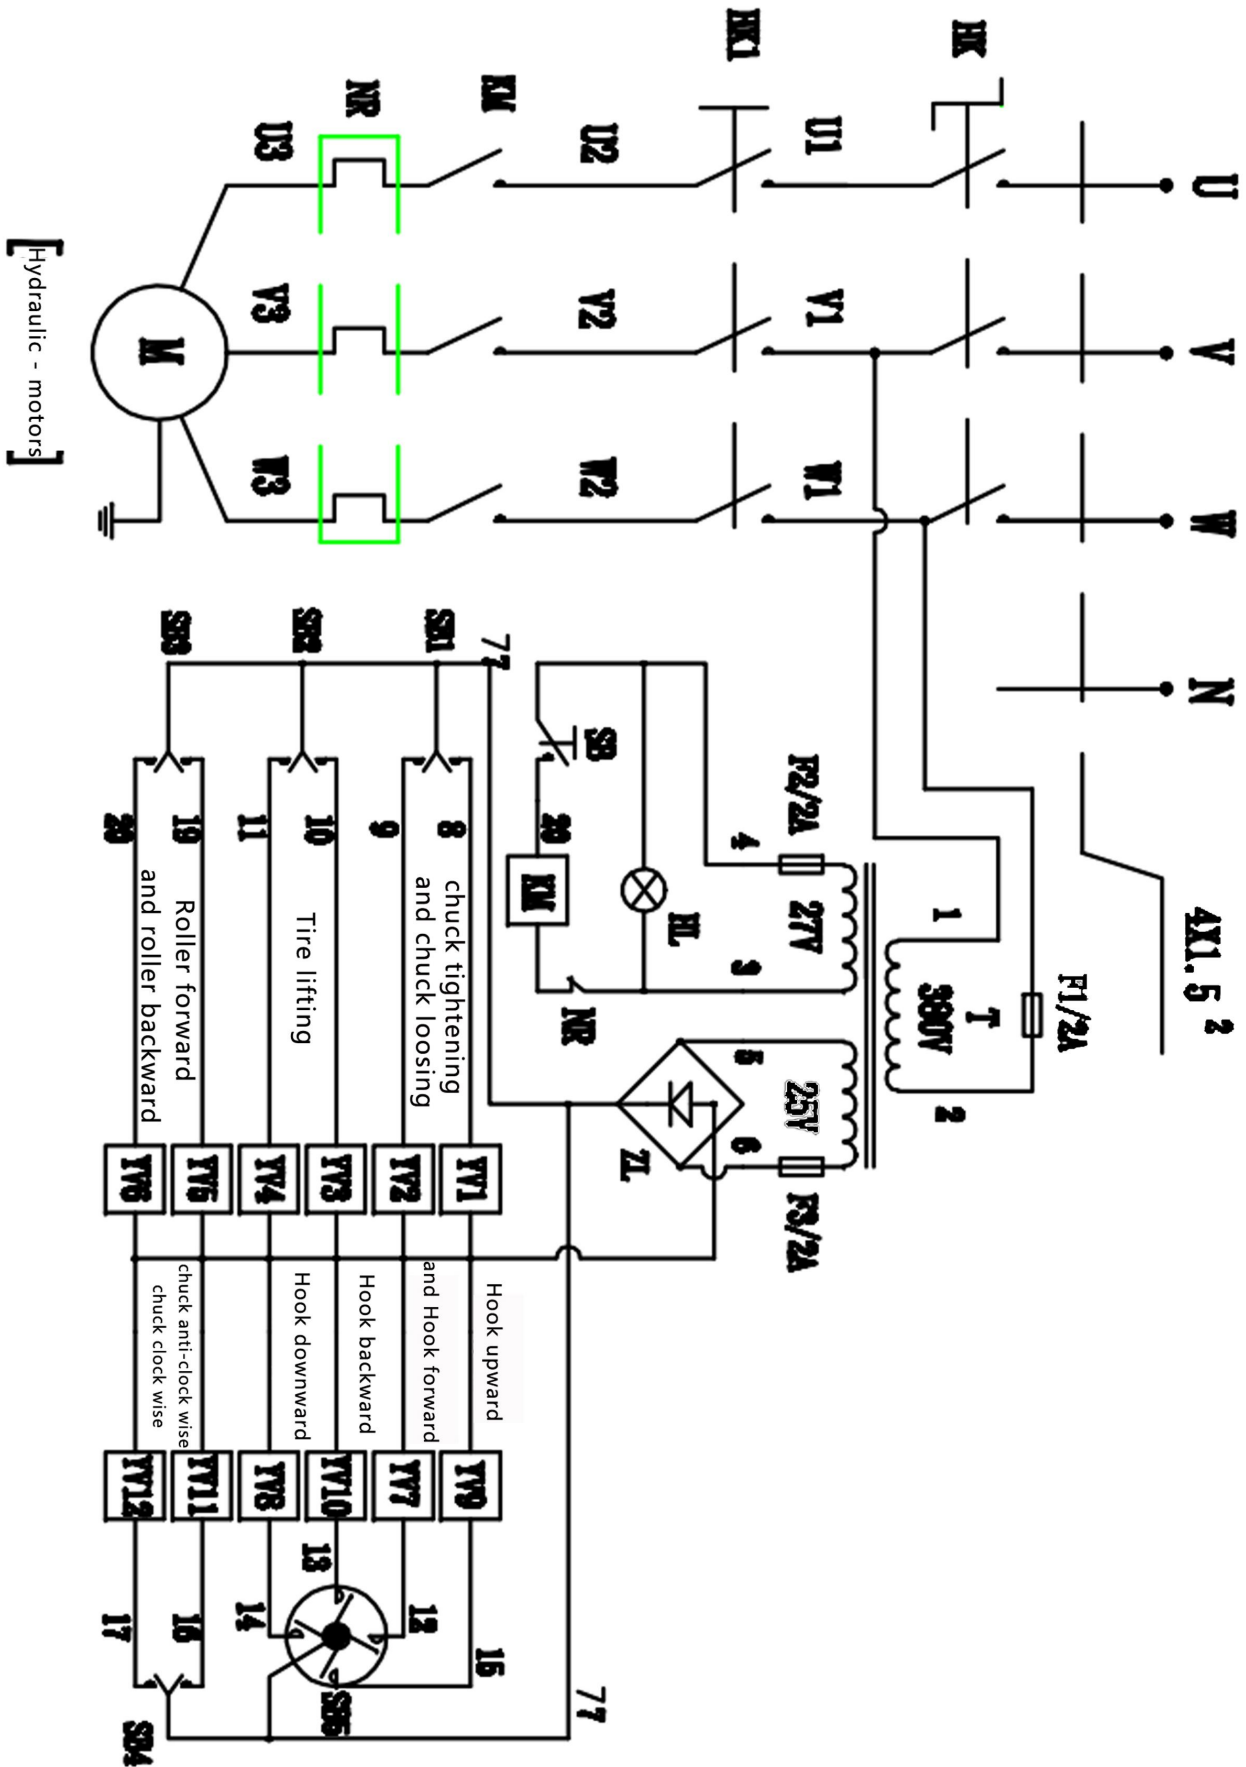 U
V
W
N
4X1.5 2
F1/2A
HK
T
1
380V
2
HK1
U1
V1
W1
F2/2A
27V
25V
F3/2A
4
3
5
6
HL
ZL
U2
V2
W2
SB
NR
77
20
KM
KM
77
Hook upward
15
SB1
8
chuck tightening
YV1
YV9
9
and chuck loosing
YV2
and Hook forward
YV7
12
NR
Hook backward
SB2
10
YV3
YV10
13
SB5
Tire lifting
Hook downward
U3
V3
W3
11
YV4
YV8
14
SB3
19
Roller forward
YV5
chuck anti-clock wise
YV11
16
M
20
and roller backward
YV6
chuck clock wise
YV12
17
SB4
[Hydraulic - motors]